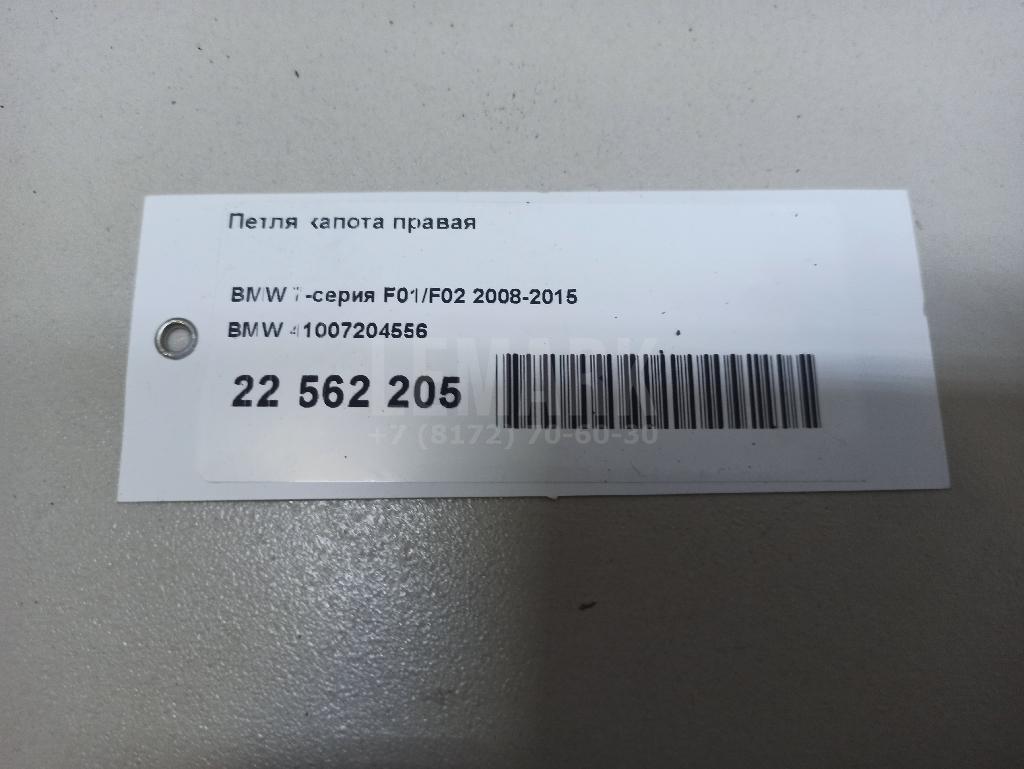 Петля капота правая
BMW 7-серия F01/F02 2008-2015
BMW 41007204556
22 562 205
LEMARK
+7 (8172) 70-60-30